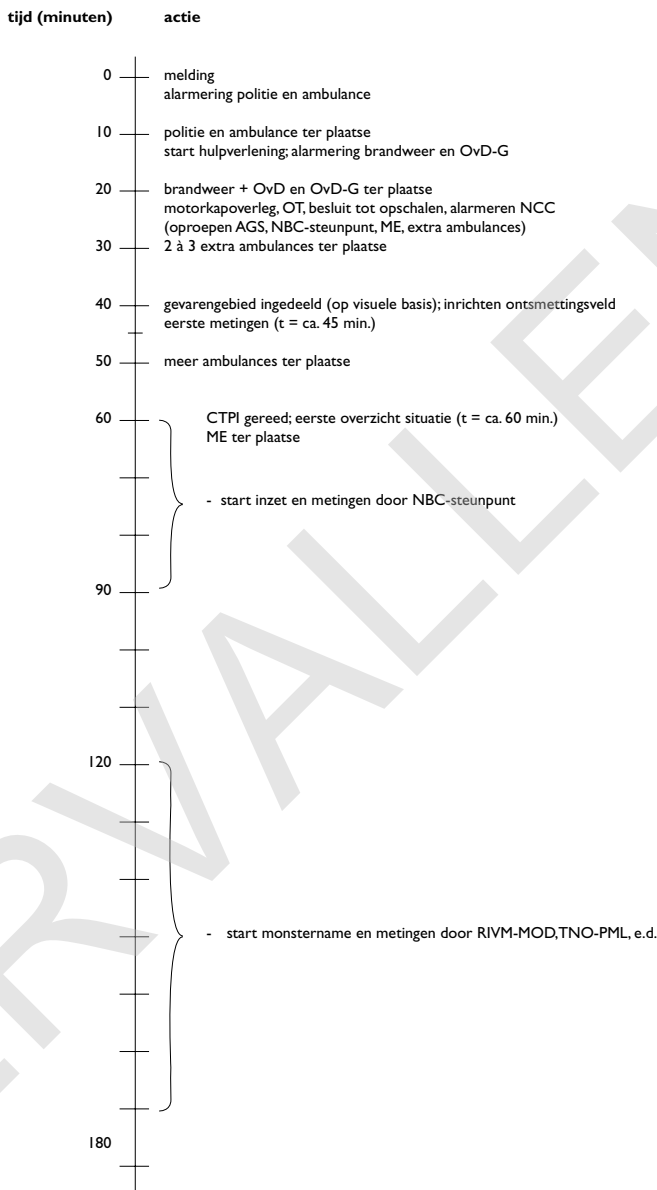 tijd (minuten) actie
0 melding
alarmering politie en ambulance
10 politie en ambulance ter plaatse
start hulpverlening; alarmering brandweer en OvD-G
20 brandweer + OvD en OvD-G ter plaatse
motorkapoverleg, OT, besluit tot opschalen, alarmeren NCC
(oproepen AGS, NBC-steunpunt, ME, extra ambulances)
30 2 à 3 extra ambulances ter plaatse
40 gevarengebied ingedeeld (op visuele basis); inrichten ontsmettingsveld
eerste metingen (t = ca. 45 min.)
50 meer ambulances ter plaatse
60 CTPI gereed; eerste overzicht situatie (t = ca. 60 min.)
ME ter plaatse
- start inzet en metingen door NBC-steunpunt
90
120
- start monstername en metingen door RIVM-MOD, TNO-PML, e.d.
180
ERVALLEN